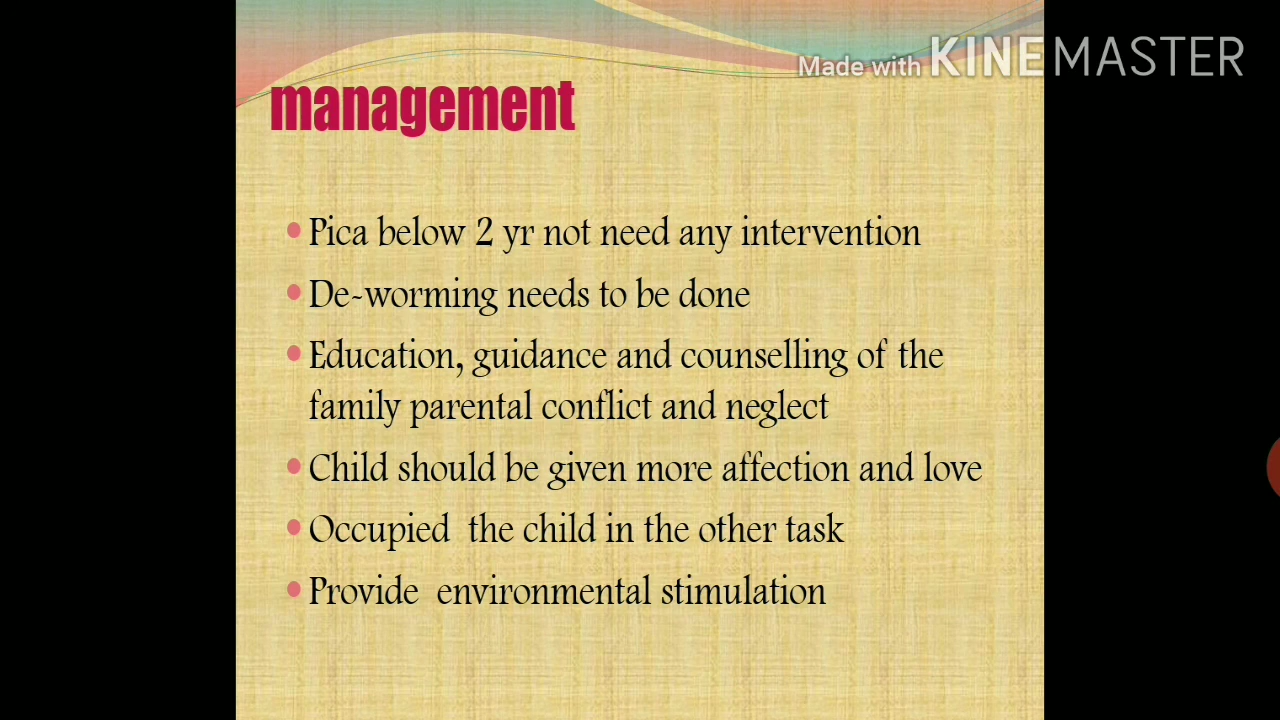 Made with KINEMASTER
management
Pica below 2 yr not need any intervention
De-worming needs to be done
Education, guidance and counselling of the
family parental conflict and neglect
Child should be given more affection and love
Occupied the child in the other task
Provide environmental stimulation